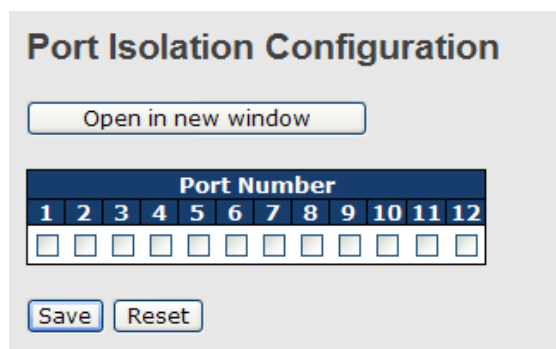 Port Isolation Configuration
Open in new window
Port Number
1 2 3 4 5 6 7 8 9 10 11 12
Save Reset